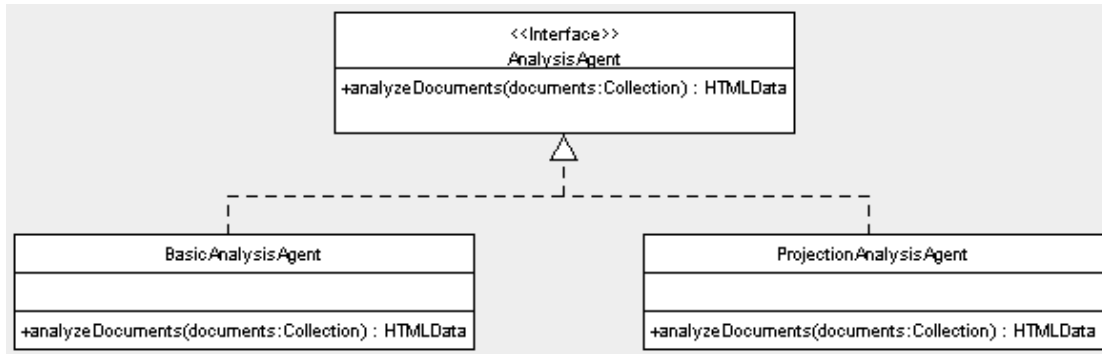 <<Interface>>
AnalysisAgent
+analyzeDocuments(documents:Collection) : HTMLData
BasicAnalysisAgent
+analyzeDocuments(documents:Collection) : HTMLData
ProjectionAnalysisAgent
+analyzeDocuments(documents:Collection) : HTMLData